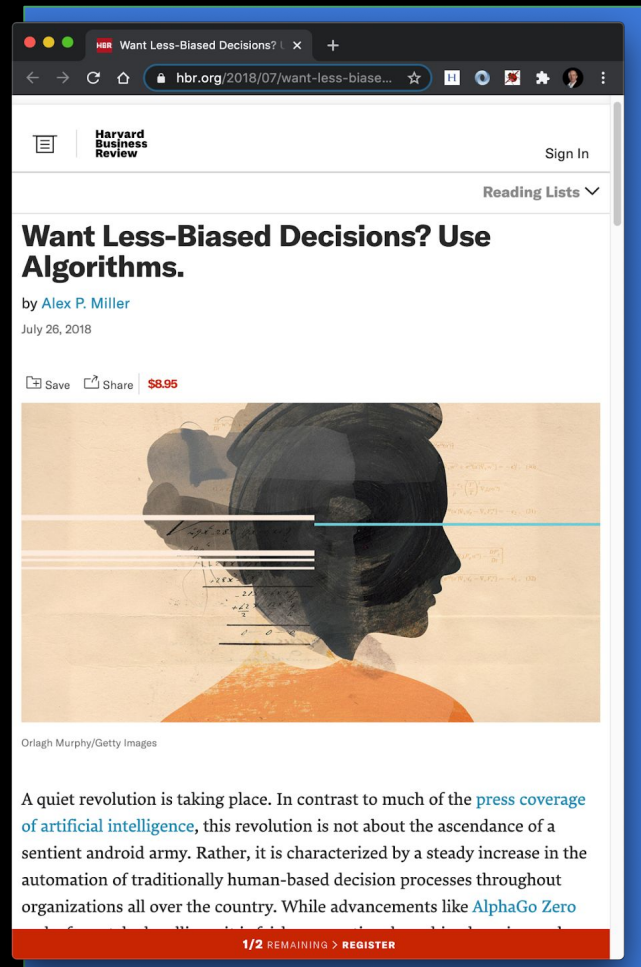 HBR Want Less-Biased Decisions? U
hbr.org/2018/07/want-less-biase...
Harvard
Business
Review
Sign In
Reading Lists
Want Less-Biased Decisions? Use
Algorithms.
by Alex P. Miller
July 26, 2018
Save Share $8.95
Orlagh Murphy/Getty Images
A quiet revolution is taking place. In contrast to much of the press coverage
of artificial intelligence, this revolution is not about the ascendance of a
sentient android army. Rather, it is characterized by a steady increase in the
automation of traditionally human-based decision processes throughout
organizations all over the country. While advancements like AlphaGo Zero
1/2 REMAINING > REGISTER